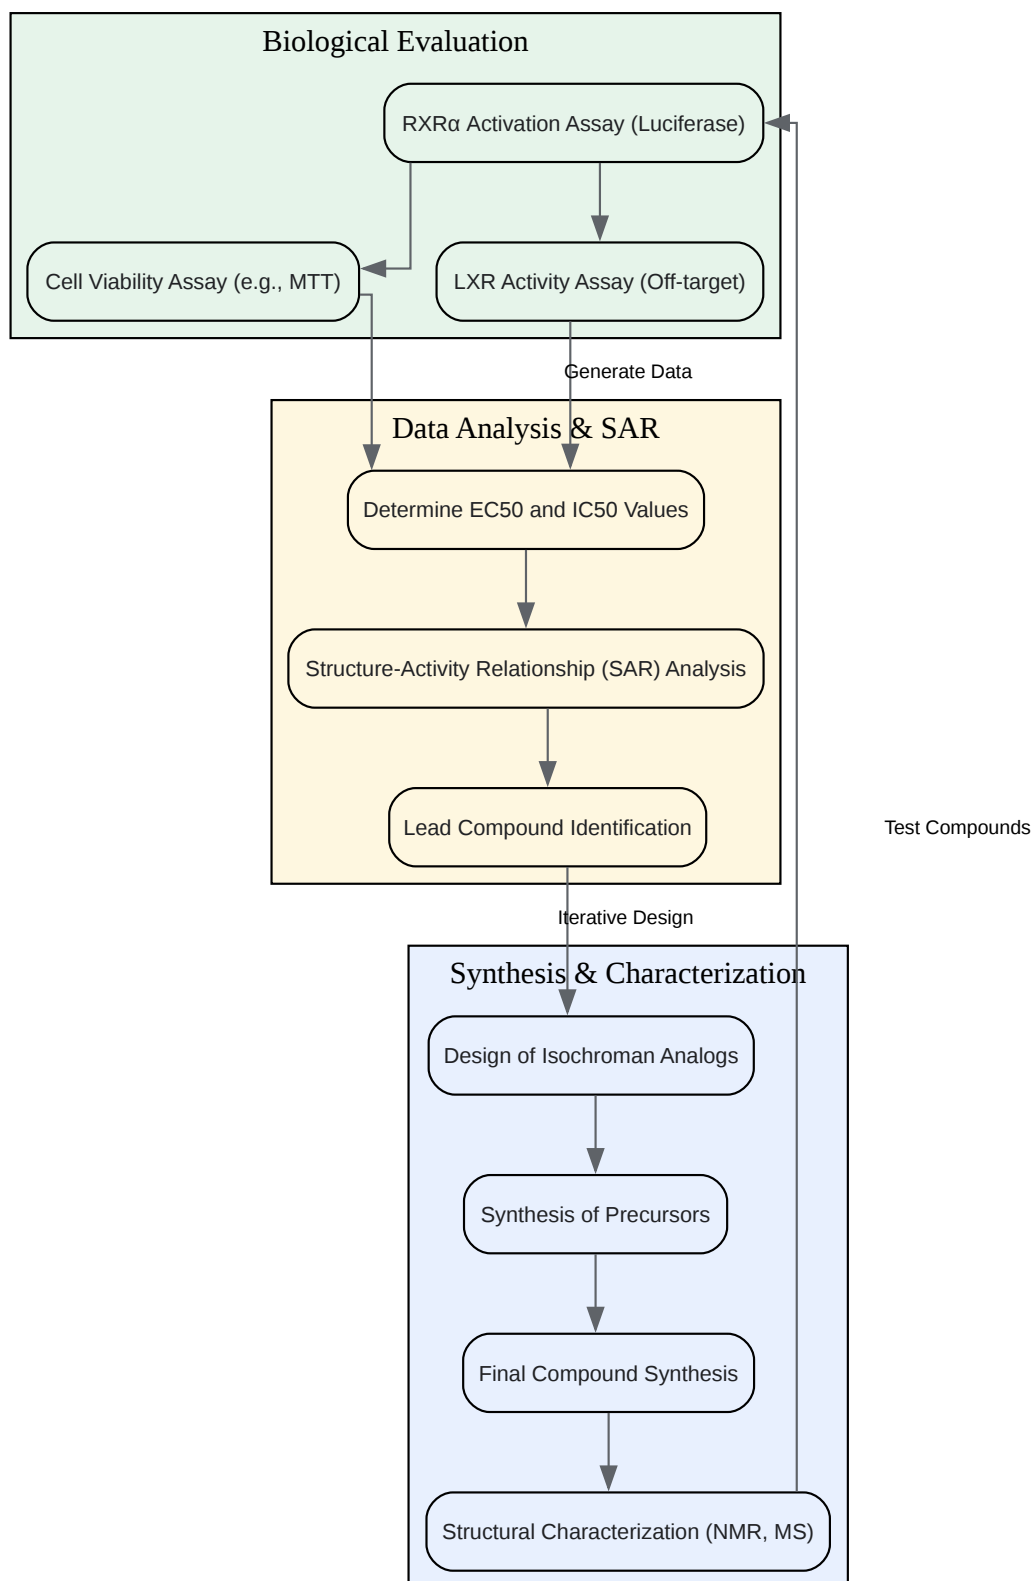 Biological Evaluation
RXRα Activation Assay (Luciferase)
Cell Viability Assay (e.g., MTT)
LXR Activity Assay (Off-target)
Generate Data
Data Analysis & SAR
Determine EC50 and IC50 Values
Structure-Activity Relationship (SAR) Analysis
Lead Compound Identification
Test Compounds
Iterative Design
Synthesis & Characterization
Design of Isochroman Analogs
Synthesis of Precursors
Final Compound Synthesis
Structural Characterization (NMR, MS)